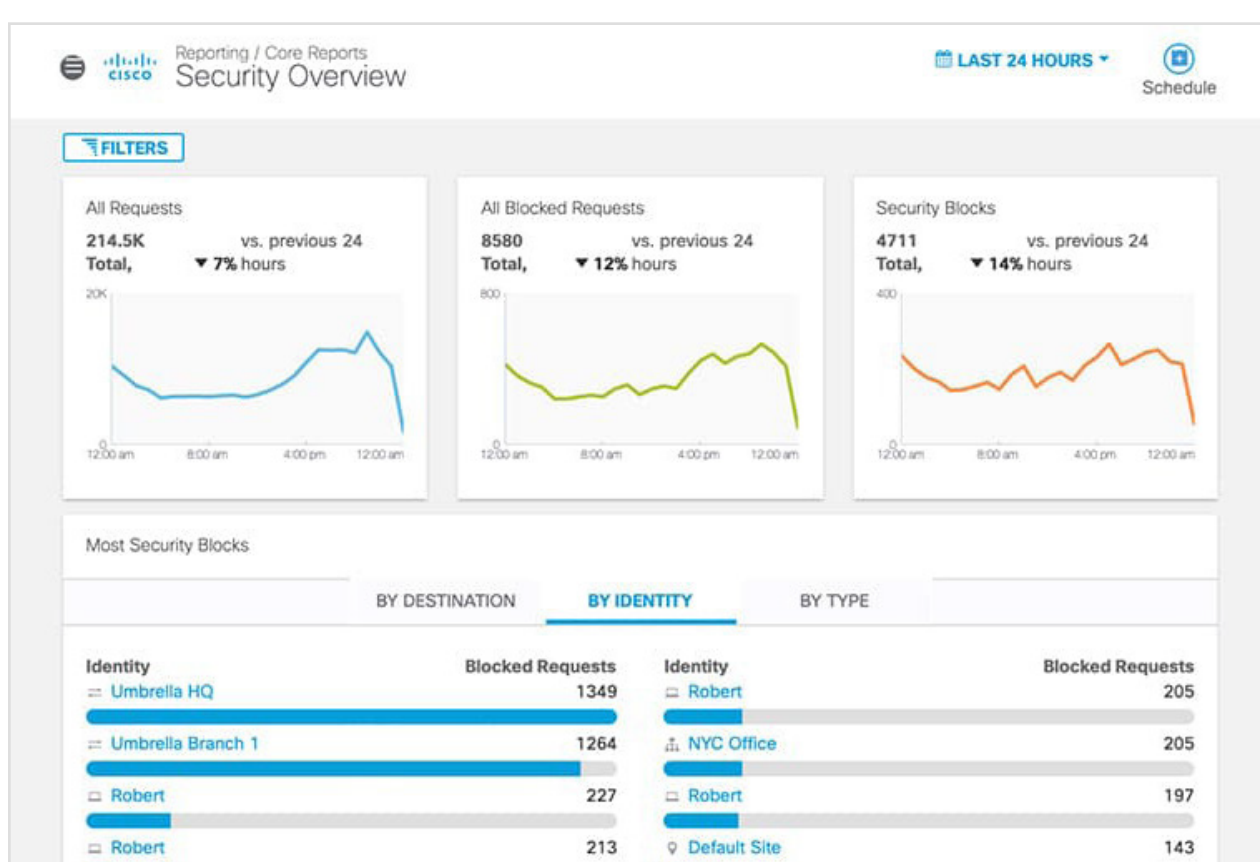 Reporting / Core Reports
cisco
Security Overview
LAST 24 HOURS
Schedule
FILTERS
All Requests
214.5K vs. previous 24
Total, ▼ 7% hours
20K
0
12:00 am 8:00 am 4:00 pm 12:00 am
All Blocked Requests
8580 vs. previous 24
Total, ▼ 12% hours
800
0
12:00 am 8:00 am 4:00 pm 12:00 am
Security Blocks
4711 vs. previous 24
Total, ▼ 14% hours
400
0
12:00 am 8:00 am 4:00 pm 12:00 am
Most Security Blocks
BY DESTINATION BY IDENTITY BY TYPE
Identity Blocked Requests
Umbrella HQ 1349
Umbrella Branch 1 1264
Robert 227
Robert 213
Identity Blocked Requests
Robert 205
NYC Office 205
Robert 197
Default Site 143